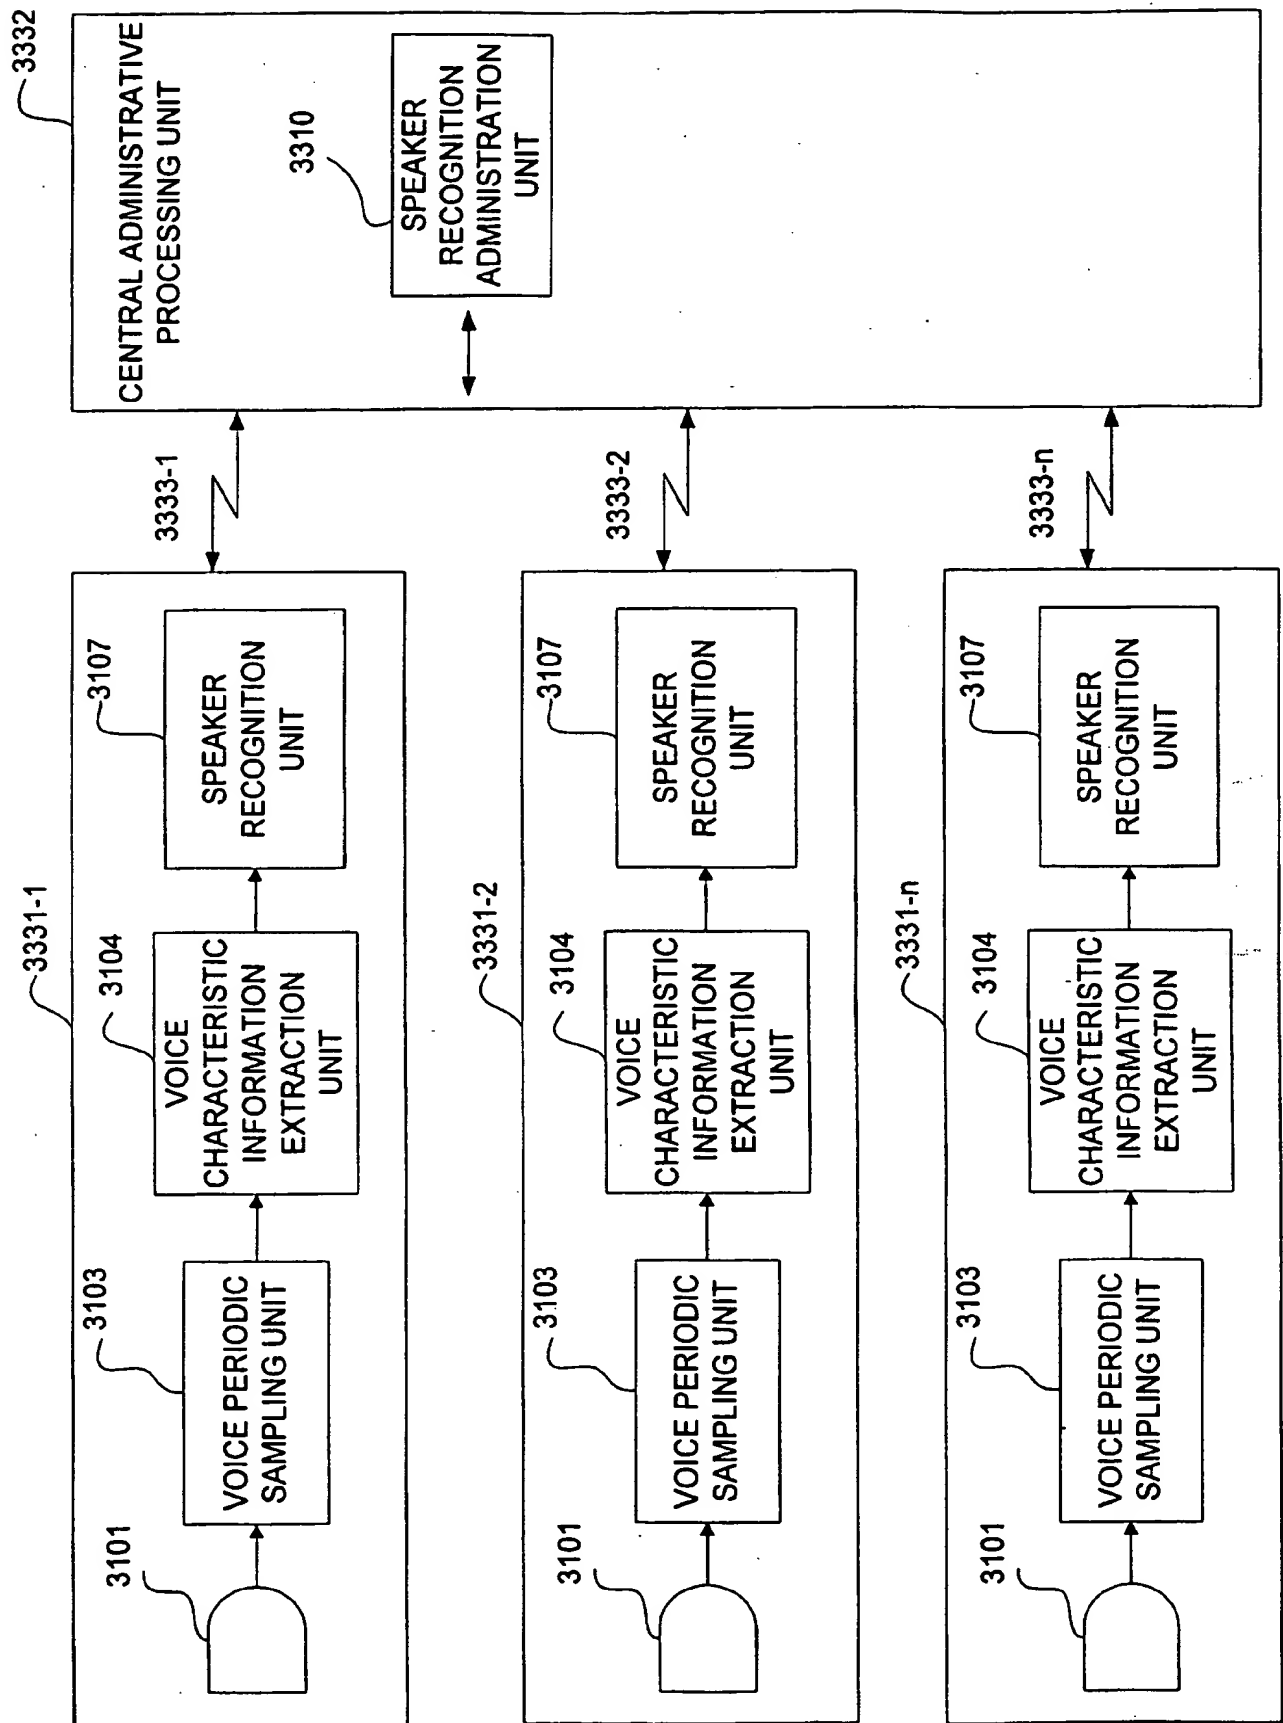 3331-1
3101
3103
VOICE PERIODIC
SAMPLING UNIT
3104
VOICE
CHARACTERISTIC
INFORMATION
EXTRACTION
UNIT
3107
SPEAKER
RECOGNITION
UNIT
3333-1
3331-2
3101
3103
VOICE PERIODIC
SAMPLING UNIT
3104
VOICE
CHARACTERISTIC
INFORMATION
EXTRACTION
UNIT
3107
SPEAKER
RECOGNITION
UNIT
3333-2
3331-n
3101
3103
VOICE PERIODIC
SAMPLING UNIT
3104
VOICE
CHARACTERISTIC
INFORMATION
EXTRACTION
UNIT
3107
SPEAKER
RECOGNITION
UNIT
3333-n
3332
CENTRAL ADMINISTRATIVE
PROCESSING UNIT
3310
SPEAKER
RECOGNITION
ADMINISTRATION
UNIT